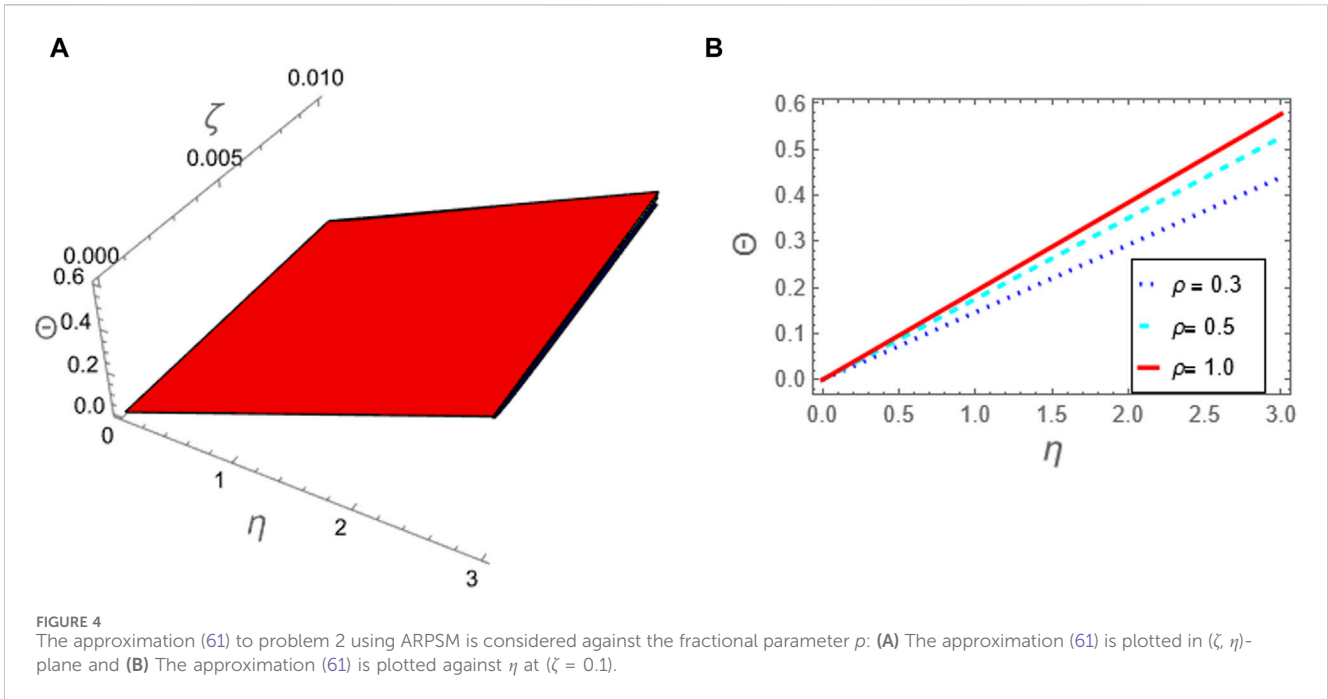 A
0.010
ζ
0.005
0.000
0.6
Θ 0.4
0.2
0.0
0
1
η
2
3
B
0.6
0.5
0.4
Θ 0.3
0.2
0.1
0.0
ρ = 0.3
ρ = 0.5
ρ = 1.0
0.0 0.5 1.0 1.5 2.0 2.5 3.0
η
FIGURE 4
The approximation (61) to problem 2 using ARPSM is considered against the fractional parameter p: (A) The approximation (61) is plotted in (ζ, η)-
plane and (B) The approximation (61) is plotted against η at (ζ = 0.1).